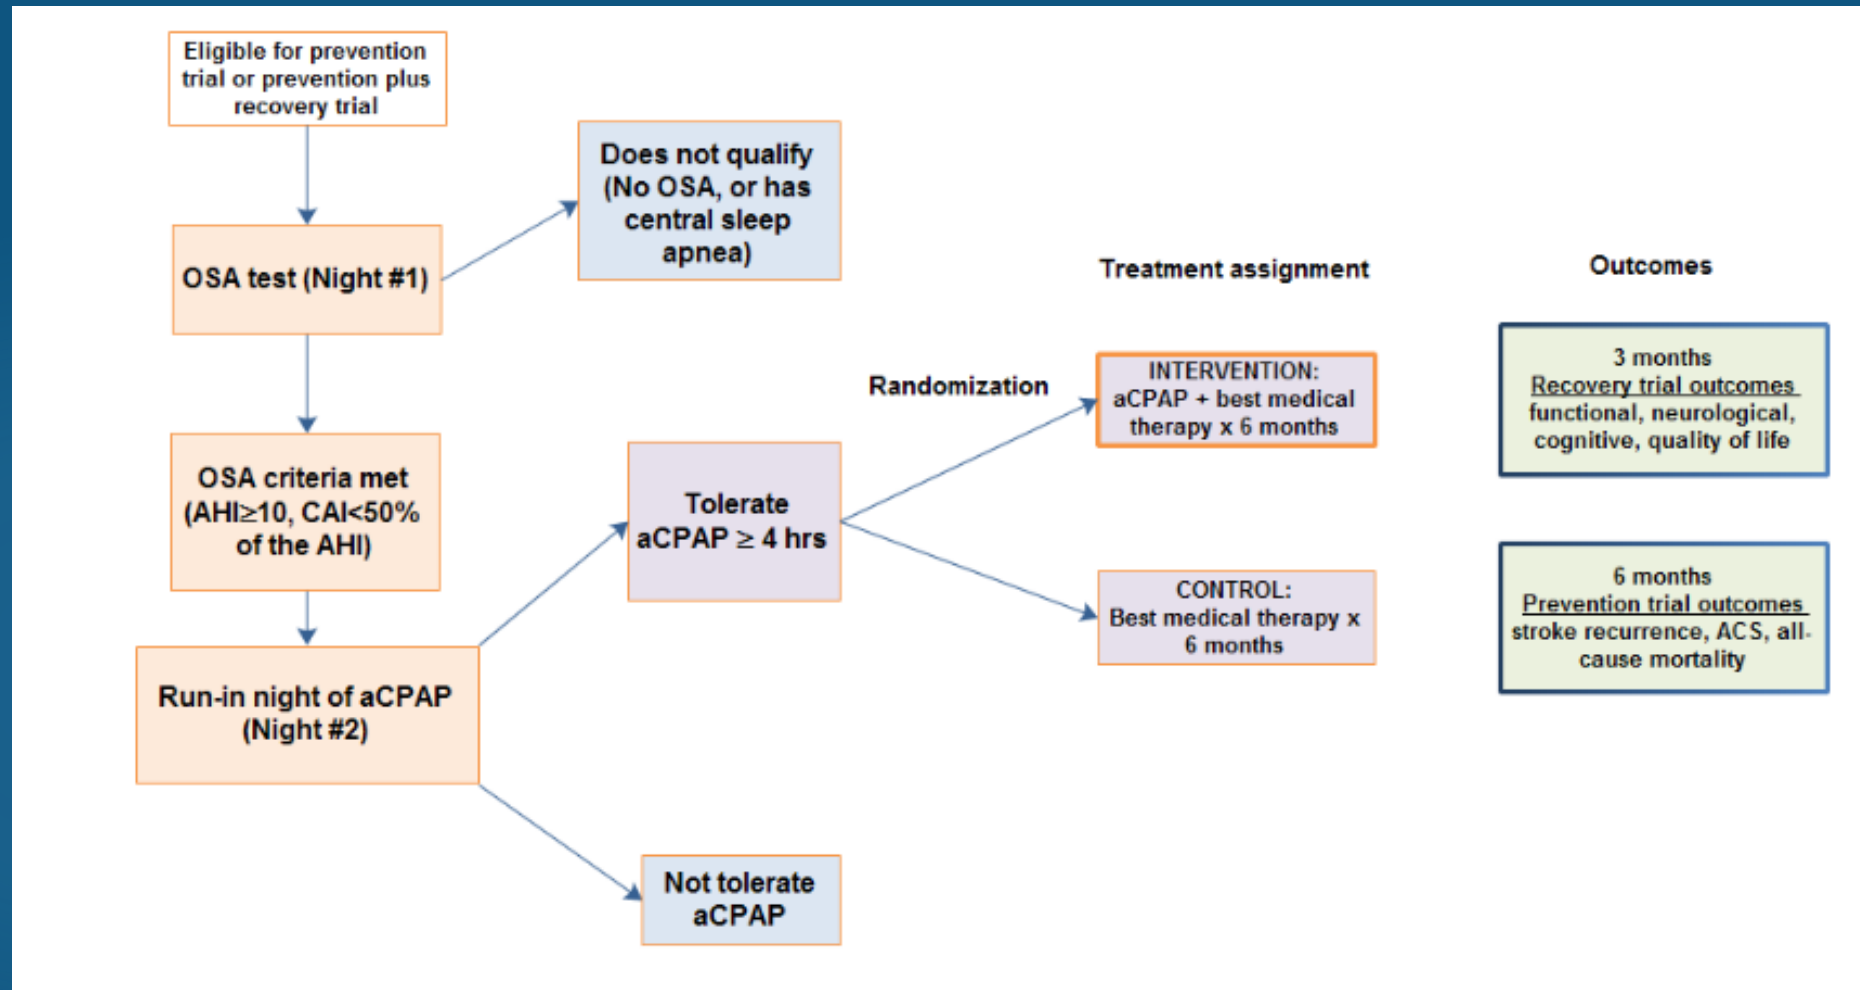 Eligible for prevention
trial or prevention plus
recovery trial
Does not qualify
(No OSA, or has
central sleep
apnea)
OSA test (Night #1)
OSA criteria met
(AHI≥10, CAI<50%
of the AHI)
Run-in night of aCPAP
(Night #2)
Tolerate
aCPAP ≥ 4 hrs
Not tolerate
aCPAP
Randomization
Treatment assignment
INTERVENTION:
aCPAP + best medical
therapy x 6 months
CONTROL:
Best medical therapy x
6 months
Outcomes
3 months
Recovery trial outcomes
functional, neurological,
cognitive, quality of life
6 months
Prevention trial outcomes
stroke recurrence, ACS, all-
cause mortality